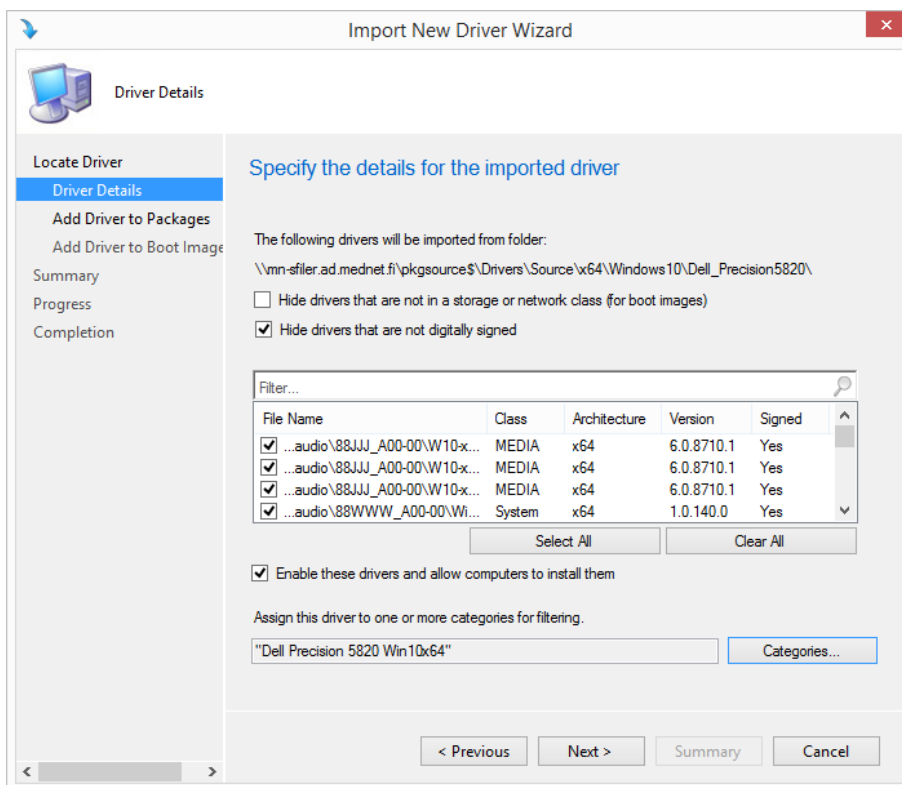 Import New Driver Wizard
Driver Details
Locate Driver
Driver Details
Add Driver to Packages
Add Driver to Boot Image
Summary
Progress
Completion
Specify the details for the imported driver
The following drivers will be imported from folder:
\\mn-sfiler.ad.mednet.fi\pkgsource$\Drivers\Source\x64\Windows10\Dell_Precision5820\
Hide drivers that are not in a storage or network class (for boot images)
Hide drivers that are not digitally signed
Filter...
File Name Class Architecture Version Signed
...audio\88JJJ_A00-00\W10-x... MEDIA x64 6.0.8710.1 Yes
...audio\88JJJ_A00-00\W10-x... MEDIA x64 6.0.8710.1 Yes
...audio\88JJJ_A00-00\W10-x... MEDIA x64 6.0.8710.1 Yes
...audio\88WWW_A00-00\Wi... System x64 1.0.140.0 Yes
Select All Clear All
Enable these drivers and allow computers to install them
Assign this driver to one or more categories for filtering.
"Dell Precision 5820 Win10x64" Categories...
< Previous Next > Summary Cancel